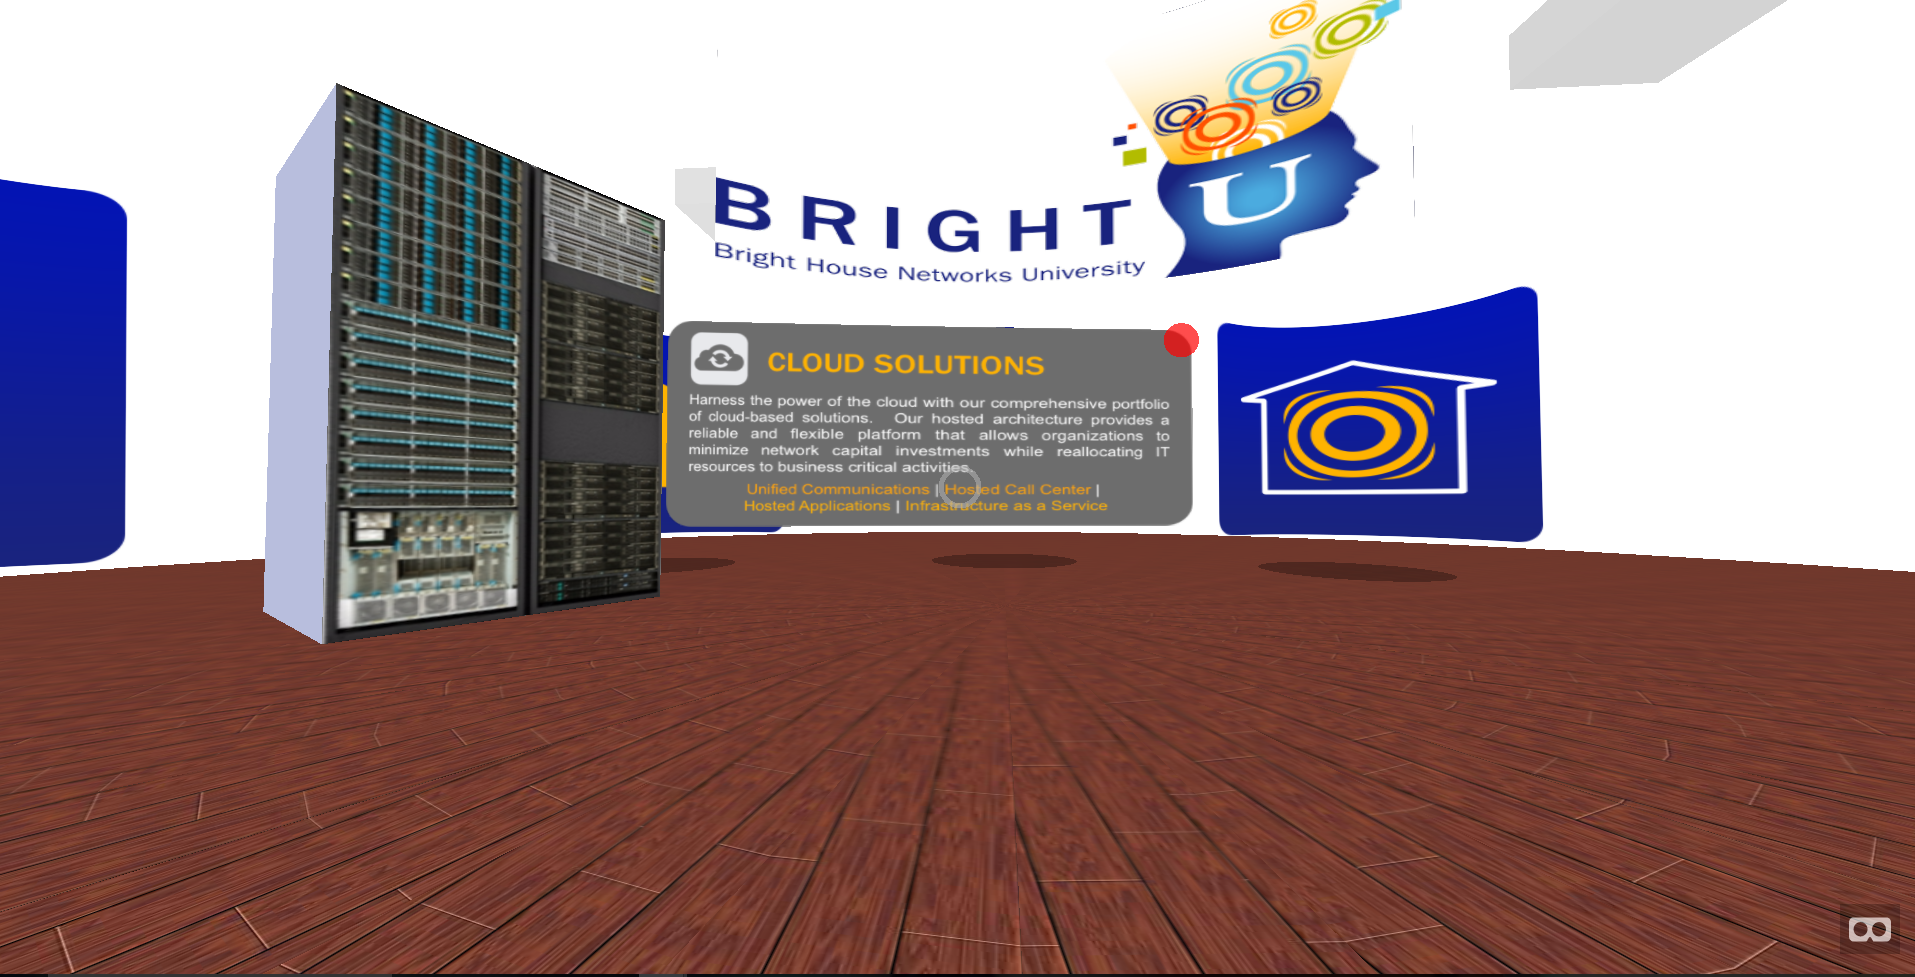 BRIGHT
U
Bright House Networks University
CLOUD SOLUTIONS
Harness the power of the cloud with our comprehensive portfolio
of cloud-based solutions. Our hosted architecture provides a
reliable and flexible platform that allows organizations to
minimize network capital investments while reallocating IT
resources to business critical activities.
Unified Communications | Hosted Call Center |
Hosted Applications | Infrastructure as a Service